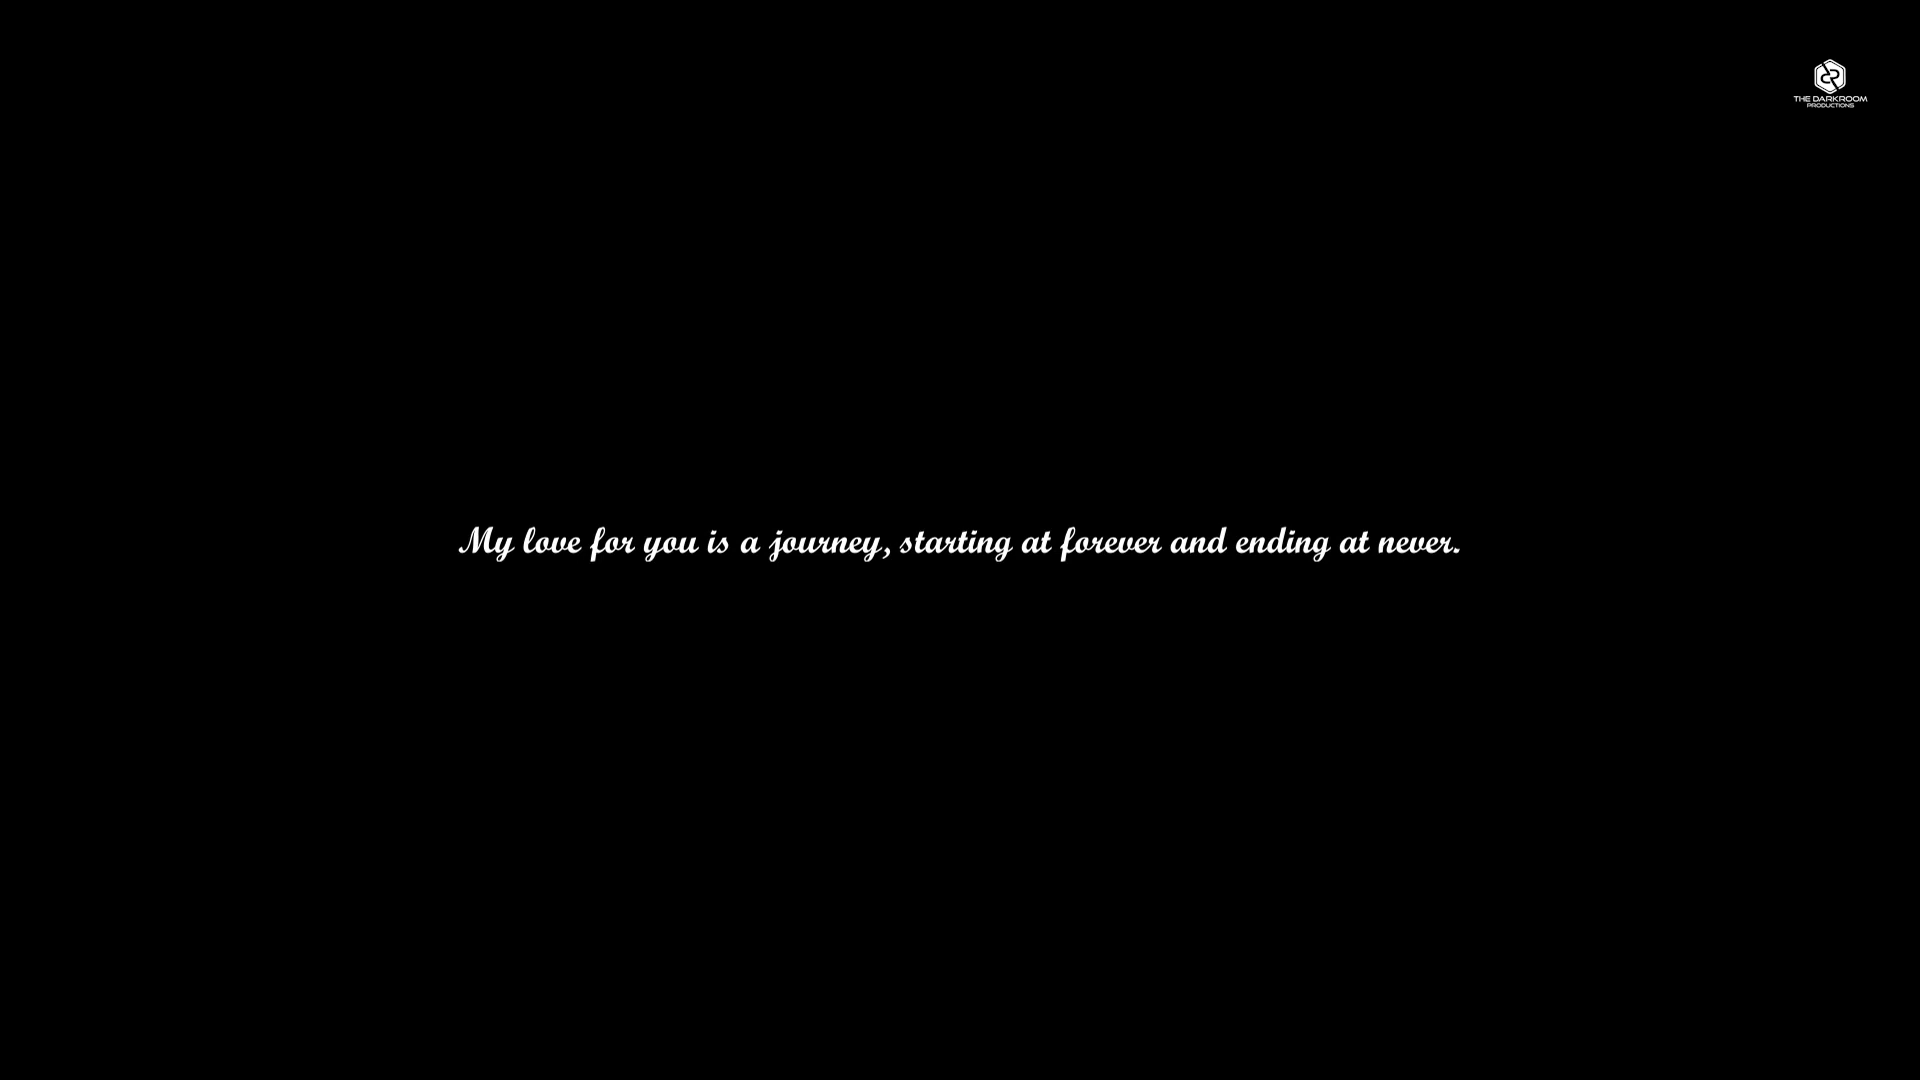 THE DARKROOM
PRODUCTIONS
My love for you is a journey, starting at forever and ending at never.